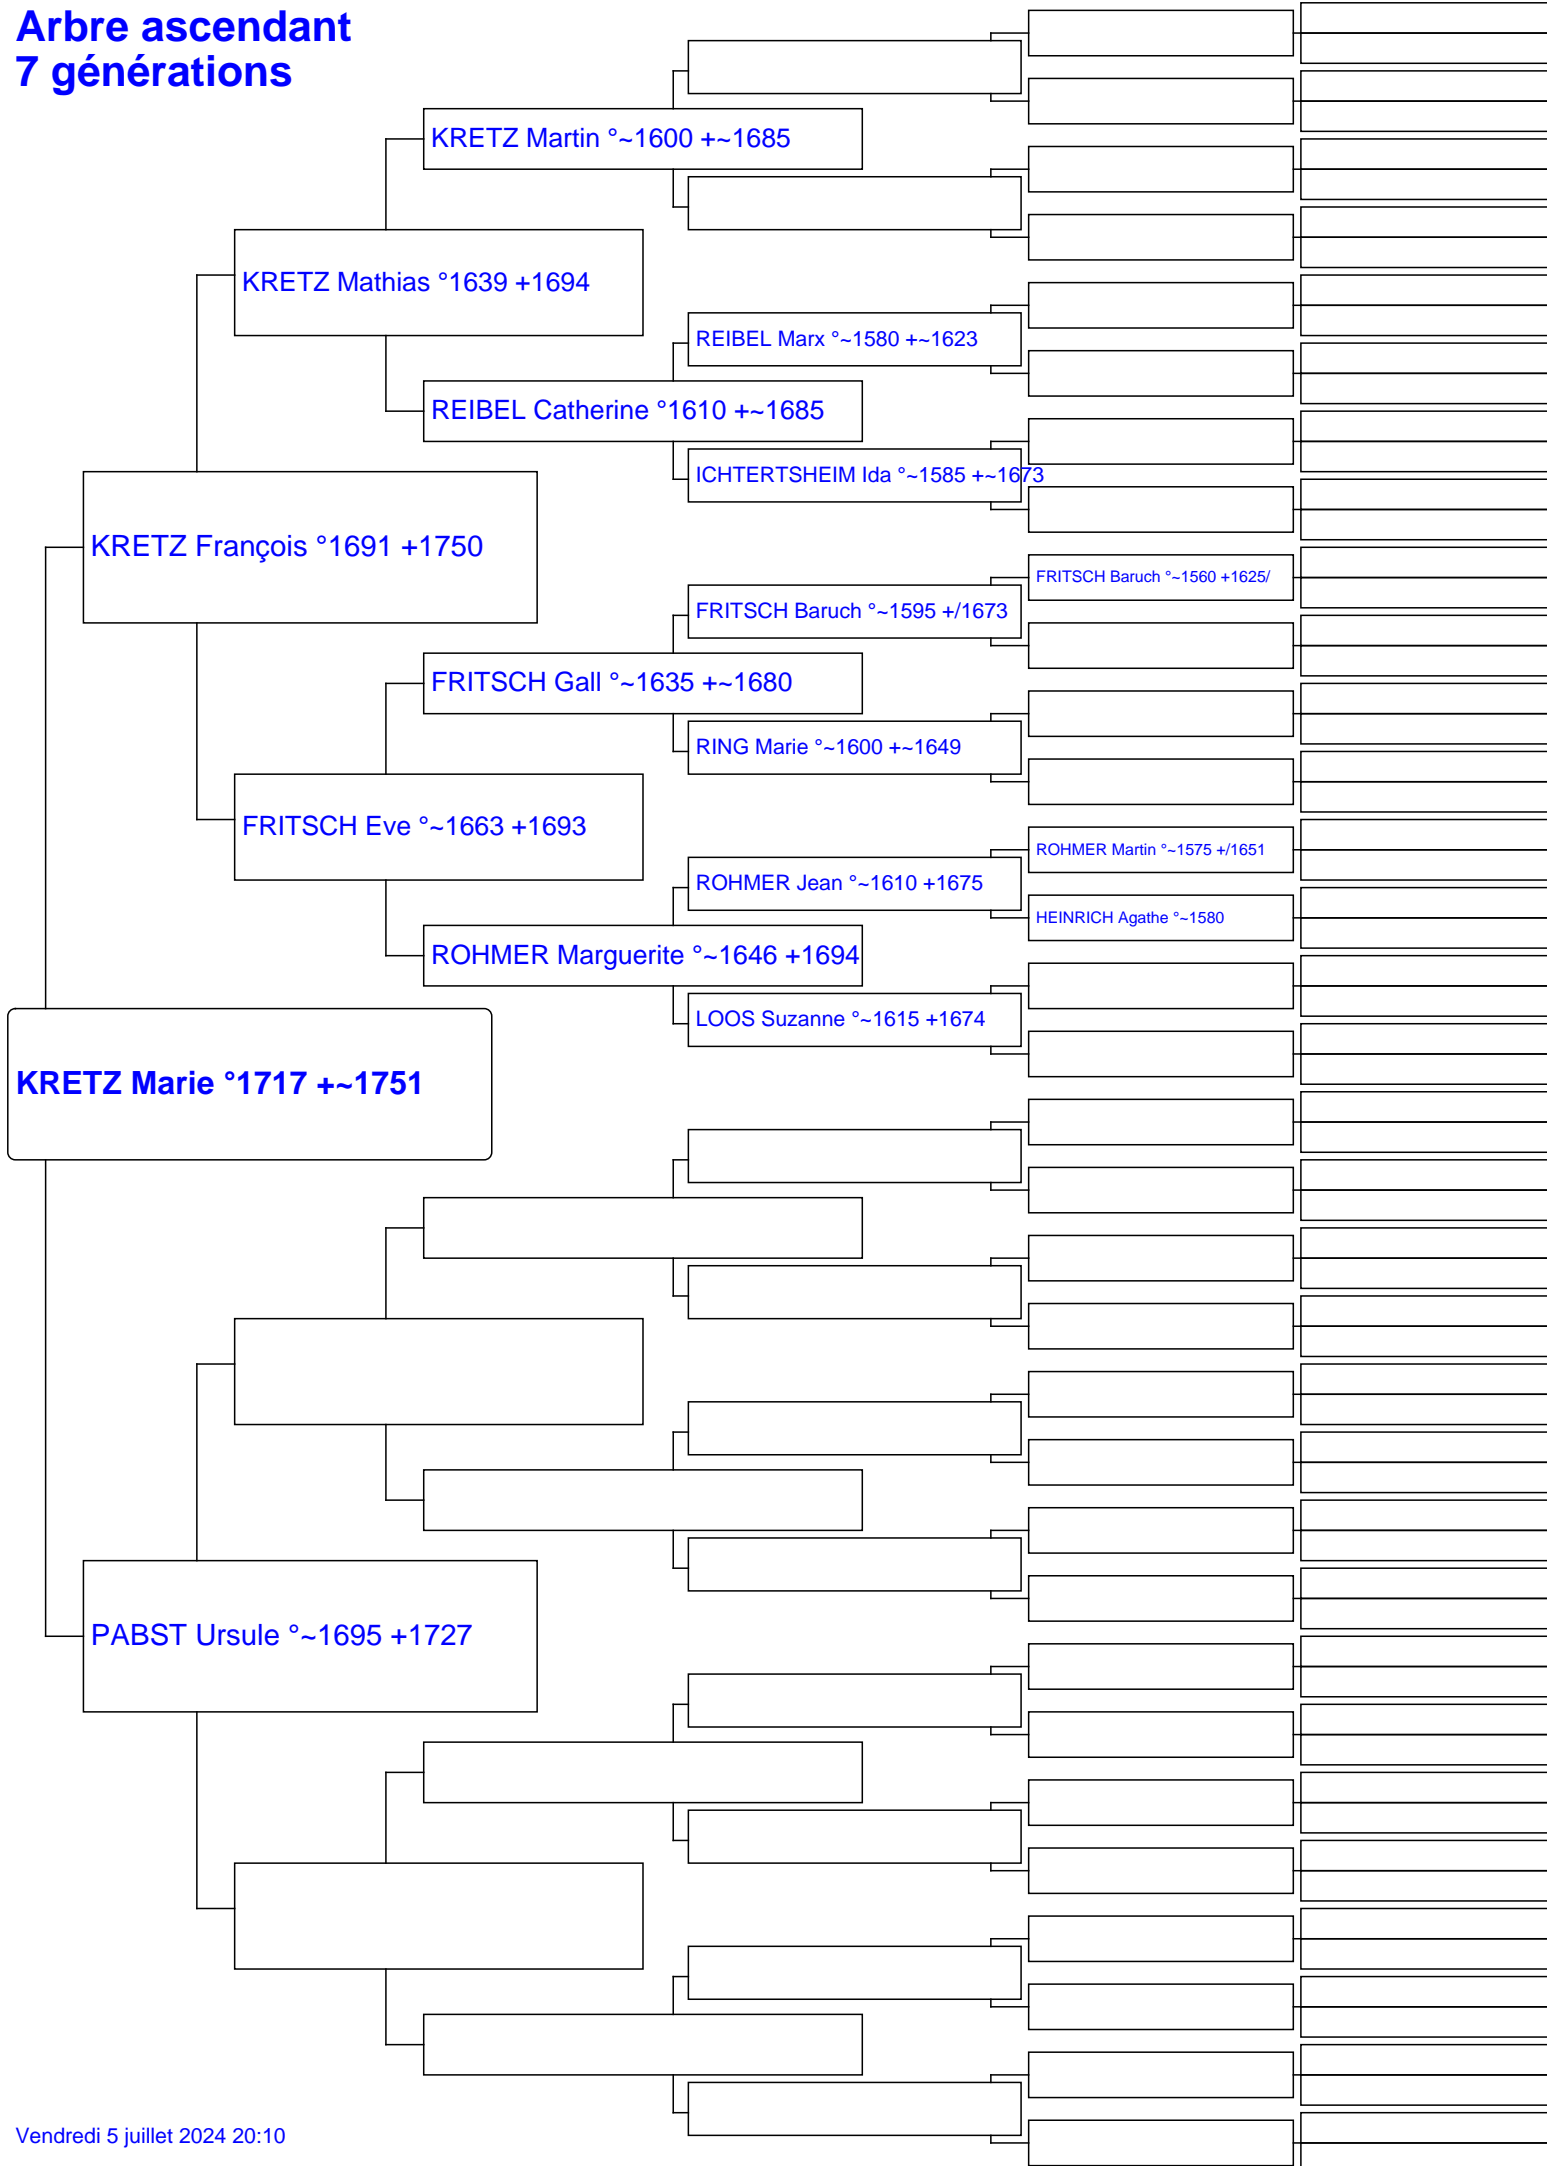 Arbre ascendant
7 générations
KRETZ Martin °~1600 +~1685
KRETZ Mathias °1639 +1694
REIBEL Marx °~1580 +~1623
REIBEL Catherine °1610 +~1685
ICHTERTSHEIM Ida °~1585 +~1673
KRETZ François °1691 +1750
FRITSCH Baruch °~1560 +1625/
FRITSCH Baruch °~1595 +/1673
FRITSCH Gall °~1635 +~1680
RING Marie °~1600 +~1649
FRITSCH Eve °~1663 +1693
ROHMER Martin °~1575 +/1651
ROHMER Jean °~1610 +1675
HEINRICH Agathe °~1580
ROHMER Marguerite °~1646 +1694
LOOS Suzanne °~1615 +1674
KRETZ Marie °1717 +~1751
PABST Ursule °~1695 +1727
Vendredi 5 juillet 2024 20:10